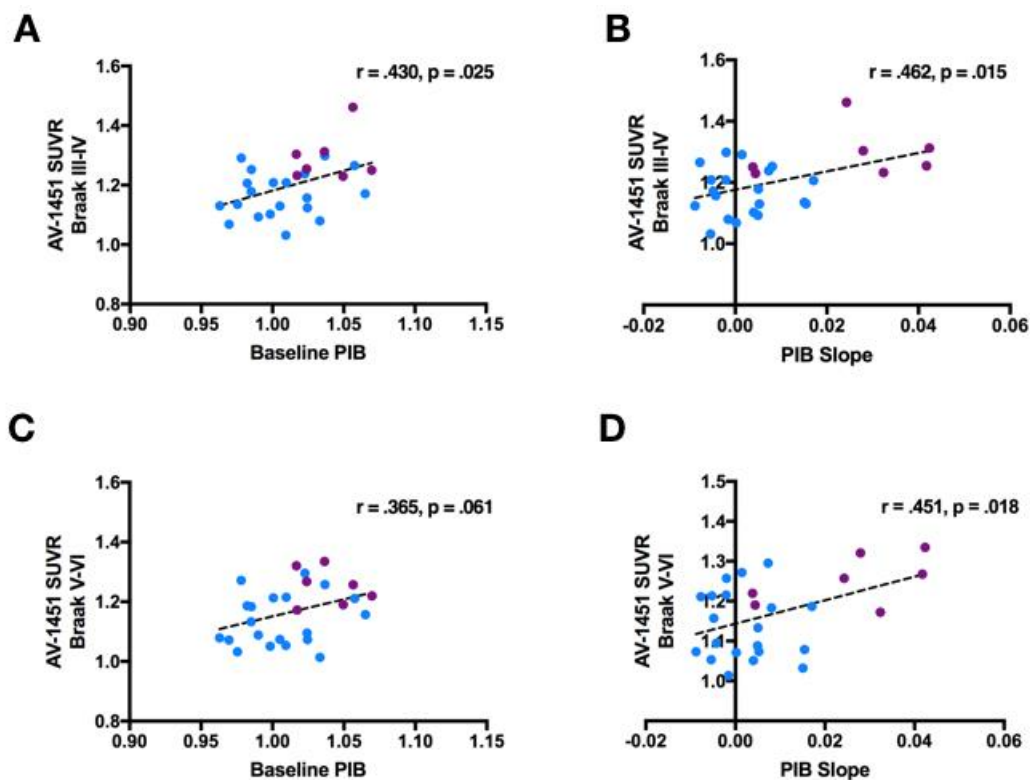 A
r = .430, p = .025
1.6
1.4
1.2
1.0
0.8
AV-1451 SUVR
Braak III-IV
0.90 0.95 1.00 1.05 1.10 1.15
Baseline PIB
B
r = .462, p = .015
1.6
1.4
1.2
1.0
AV-1451 SUVR
Braak III-IV
-0.02 0.00 0.02 0.04 0.06
PIB Slope
C
r = .365, p = .061
1.6
1.4
1.2
1.0
0.8
AV-1451 SUVR
Braak V-VI
0.90 0.95 1.00 1.05 1.10 1.15
Baseline PIB
D
r = .451, p = .018
1.5
1.4
1.3
1.2
1.1
1.0
AV-1451 SUVR
Braak V-VI
-0.02 0.00 0.02 0.04 0.06
PIB Slope